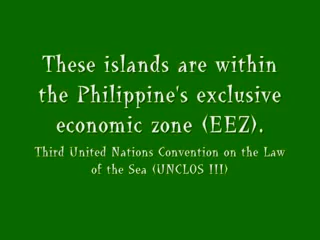 These islands are within
the Philippine's exclusive
economic zone (EEZ).
Third United Nations Convention on the Law
of the Sea (UNCLOS III)